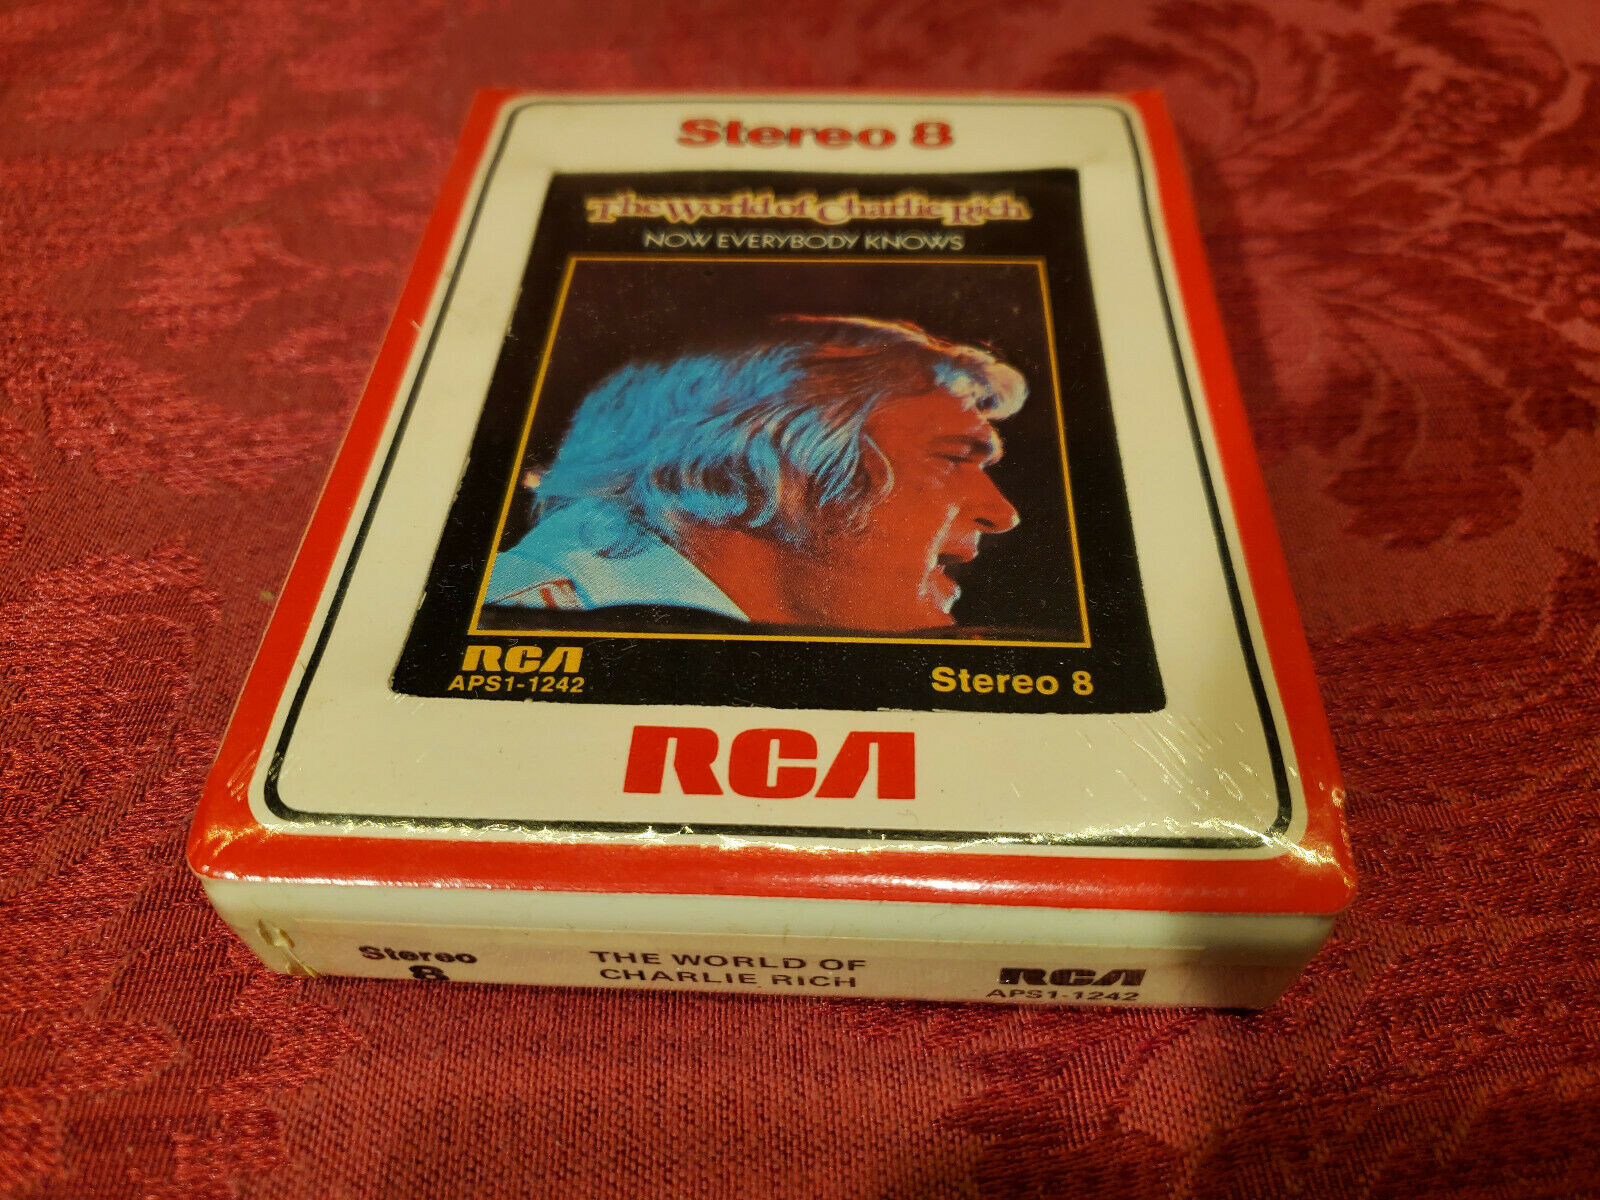 Stereo 8
The World of Charlie Rich
NOW EVERYBODY KNOWS
RCA
APS1-1242
Stereo 8
RCA
Stereo
8
THE WORLD OF
CHARLIE RICH
RCA
APS1-1242